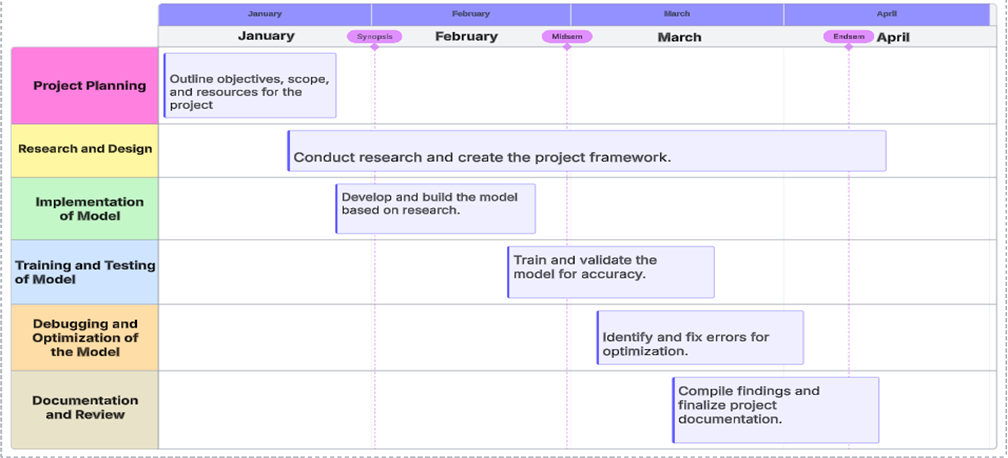 January February March April
January Synopsis February Midsem March Endsem April
Project Planning
Outline objectives, scope,
and resources for the
project
Research and Design
Conduct research and create the project framework.
Implementation
of Model
Develop and build the model
based on research.
Training and Testing
of Model
Train and validate the
model for accuracy.
Debugging and
Optimization of
the Model
Identify and fix errors for
optimization.
Documentation
and Review
Compile findings and
finalize project
documentation.